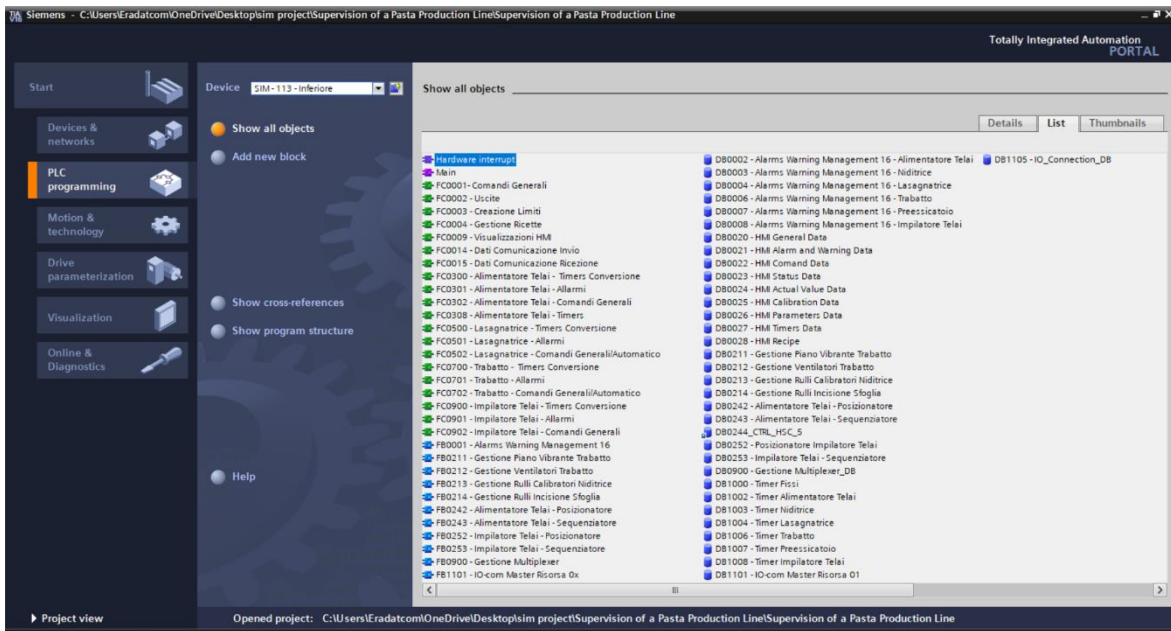 Siemens - C:\Users\Eradatcom\OneDrive\Desktop\sim project\Supervision of a Pasta Production Line\Supervision of a Pasta Production Line
Totally Integrated Automation
PORTAL
Start
Devices &
networks
PLC
programming
Motion &
technology
Drive
parameterization
Visualization
Online &
Diagnostics
Project view
Device SIM - 113 - Inferiore
Show all objects
Add new block
Show cross-references
Show program structure
Help
Show all objects
Details List Thumbnails
Hardware interrupt
Main
FC0001- Comandi Generali
FC0002 - Uscite
FC0003 - Creazione Limiti
FC0004 - Gestione Ricette
FC0009 - Visualizzazioni HMI
FC0014 - Dati Comunicazione Invio
FC0015 - Dati Comunicazione Ricezione
FC0300 - Alimentatore Telai - Timers Conversione
FC0301 - Alimentatore Telai - Allarmi
FC0302 - Alimentatore Telai - Comandi Generali
FC0308 - Alimentatore Telai - Timers
FC0500 - Lasagnatrice - Timers Conversione
FC0501 - Lasagnatrice - Allarmi
FC0502 - Lasagnatrice - Comandi Generali/Automatico
FC0700 - Trabatto - Timers Conversione
FC0701 - Trabatto - Allarmi
FC0702 - Trabatto - Comandi Generali/Automatico
FC0900 - Impilatore Telai - Timers Conversione
FC0901 - Impilatore Telai - Allarmi
FC0902 - Impilatore Telai - Comandi Generali
FB0001 - Alarms Warning Management 16
FB0211 - Gestione Piano Vibrante Trabatto
FB0212 - Gestione Ventilatori Trabatto
FB0213 - Gestione Rulli Calibratori Niditrice
FB0214 - Gestione Rulli Incisione Sfoglia
FB0242 - Alimentatore Telai - Posizionatore
FB0243 - Alimentatore Telai - Sequenziatore
FB0252 - Impilatore Telai - Posizionatore
FB0253 - Impilatore Telai - Sequenziatore
FB0900 - Gestione Multiplexer
FB1101 - IO-com Master Risorsa 0x
DB0002 - Alarms Warning Management 16 - Alimentatore Telai
DB0003 - Alarms Warning Management 16 - Niditrice
DB0004 - Alarms Warning Management 16 - Lasagnatrice
DB0006 - Alarms Warning Management 16 - Trabatto
DB0007 - Alarms Warning Management 16 - Preessicatoio
DB0008 - Alarms Warning Management 16 - Impilatore Telai
DB0020 - HMI General Data
DB0021 - HMI Alarm and Warning Data
DB0022 - HMI Comand Data
DB0023 - HMI Status Data
DB0024 - HMI Actual Value Data
DB0025 - HMI Calibration Data
DB0026 - HMI Parameters Data
DB0027 - HMI Timers Data
DB0028 - HMI Recipe
DB0211 - Gestione Piano Vibrante Trabatto
DB0212 - Gestione Ventilatori Trabatto
DB0213 - Gestione Rulli Calibratori Niditrice
DB0214 - Gestione Rulli Incisione Sfoglia
DB0242 - Alimentatore Telai - Posizionatore
DB0243 - Alimentatore Telai - Sequenziatore
DB0244_CTRL_HSC_5
DB0252 - Posizionatore Impilatore Telai
DB0253 - Impilatore Telai - Sequenziatore
DB0900 - Gestione Multiplexer_DB
DB1000 - Timer Fissi
DB1002 - Timer Alimentatore Telai
DB1003 - Timer Niditrice
DB1004 - Timer Lasagnatrice
DB1006 - Timer Trabatto
DB1007 - Timer Preessicatoio
DB1008 - Timer Impilatore Telai
DB1101 - IO-com Master Risorsa 01
DB1105 - IO_Connection_DB
Opened project: C:\Users\Eradatcom\OneDrive\Desktop\sim project\Supervision of a Pasta Production Line\Supervision of a Pasta Production Line